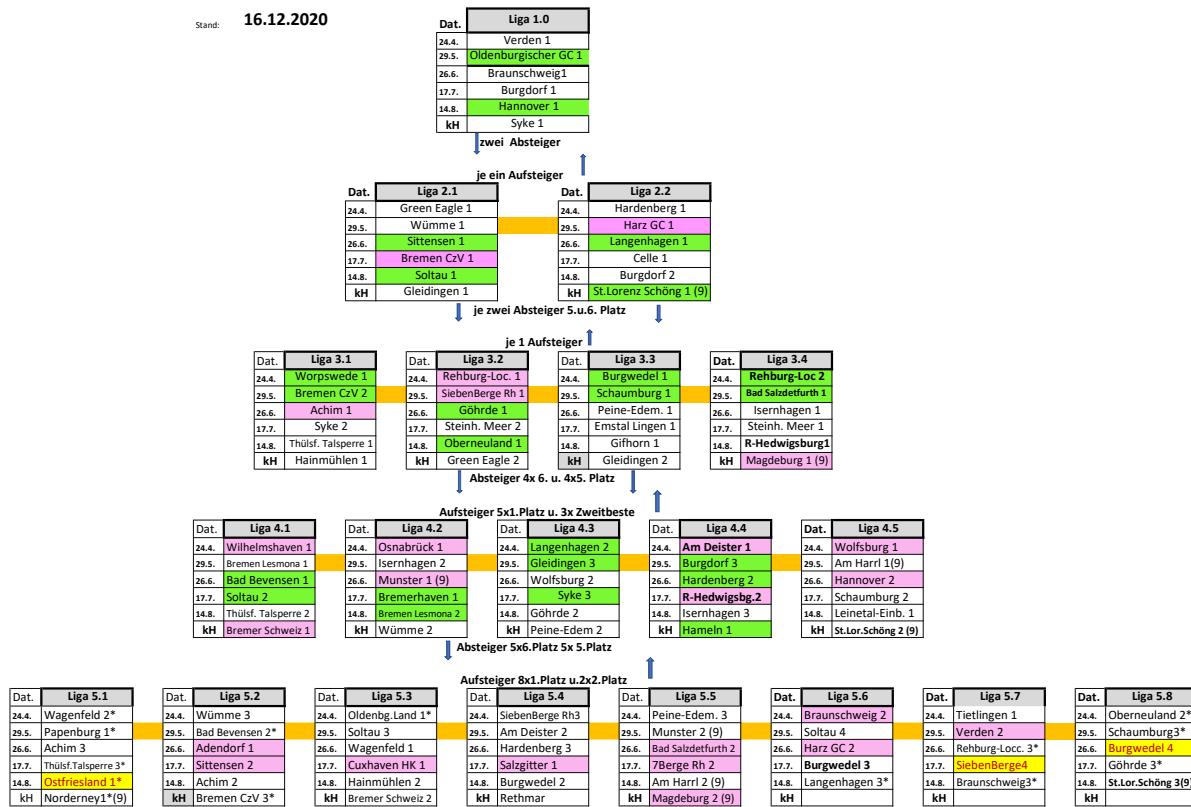 Stand: 16.12.2020
Dat. Liga 1.0
24.4. Verden 1
29.5. Oldenburgischer GC 1
26.6. Braunschweig1
17.7. Burgdorf 1
14.8. Hannover 1
kH Syke 1
zwei Absteiger
je ein Aufsteiger
Dat. Liga 2.1 Dat. Liga 2.2
24.4. Green Eagle 1 24.4. Hardenberg 1
29.5. Wümme 1 29.5. Harz GC 1
26.6. Sittensen 1 26.6. Langenhagen 1
17.7. Bremen CzV 1 17.7. Celle 1
14.8. Soltau 1 14.8. Burgdorf 2
kH Gleidingen 1 kH St.Lorenz Schöng 1 (9)
je zwei Absteiger 5.u.6. Platz
je 1 Aufsteiger
Dat. Liga 3.1 Dat. Liga 3.2 Dat. Liga 3.3 Dat. Liga 3.4
24.4. Worpswede 1 24.4. Rehburg-Loc. 1 24.4. Burgwedel 1 24.4. Rehburg-Loc 2
29.5. Bremen CzV 2 29.5. SiebenBerge Rh 1 29.5. Schaumburg 1 29.5. Bad Salzdetfurth 1
26.6. Achim 1 26.6. Göhrde 1 26.6. Peine-Edem. 1 26.6. Isernhagen 1
17.7. Syke 2 17.7. Steinh. Meer 2 17.7. Emstal Lingen 1 17.7. Steinh. Meer 1
14.8. Thülsf. Talsperre 1 14.8. Oberneuland 1 14.8. Gifhorn 1 14.8. R-Hedwigsburg1
kH Hainmühlen 1 kH Green Eagle 2 kH Gleidingen 2 kH Magdeburg 1 (9)
Absteiger 4x 6. u. 4x5. Platz
Aufsteiger 5x1.Platz u. 3x Zweitbeste
Dat. Liga 4.1 Dat. Liga 4.2 Dat. Liga 4.3 Dat. Liga 4.4 Dat. Liga 4.5
24.4. Wilhelmshaven 1 24.4. Osnabrück 1 24.4. Langenhagen 2 24.4. Am Deister 1 24.4. Wolfsburg 1
29.5. Bremen Lesmona 1 29.5. Isernhagen 2 29.5. Gleidingen 3 29.5. Burgdorf 3 29.5. Am Harrl 1(9)
26.6. Bad Bevensen 1 26.6. Munster 1 (9) 26.6. Wolfsburg 2 26.6. Hardenberg 2 26.6. Hannover 2
17.7. Soltau 2 17.7. Bremerhaven 1 17.7. Syke 3 17.7. R-Hedwigsbg.2 17.7. Schaumburg 2
14.8. Thülsf. Talsperre 2 14.8. Bremen Lesmona 2 14.8. Göhrde 2 14.8. Isernhagen 3 14.8. Leinetal-Einb. 1
kH Bremer Schweiz 1 kH Wümme 2 kH Peine-Edem 2 kH Hameln 1 kH St.Lor.Schöng 2 (9)
Absteiger 5x6.Platz 5x 5.Platz
Aufsteiger 8x1.Platz u.2x2.Platz
Dat. Liga 5.1 Dat. Liga 5.2 Dat. Liga 5.3 Dat. Liga 5.4 Dat. Liga 5.5 Dat. Liga 5.6 Dat. Liga 5.7 Dat. Liga 5.8
24.4. Wagenfeld 2* 24.4. Wümme 3 24.4. Oldenbg.Land 1* 24.4. SiebenBerge Rh3 24.4. Peine-Edem. 3 24.4. Braunschweig 2 24.4. Tietlingen 1 24.4. Oberneuland 2*
29.5. Papenburg 1* 29.5. Bad Bevensen 2* 29.5. Soltau 3 29.5. Am Deister 2 29.5. Munster 2 (9) 29.5. Soltau 4 29.5. Verden 2 29.5. Schaumburg3*
26.6. Achim 3 26.6. Adendorf 1 26.6. Wagenfeld 1 26.6. Hardenberg 3 26.6. Bad Salzdetfurth 2 26.6. Harz GC 2 26.6. Rehburg-Locc. 3* 26.6. Burgwedel 4
17.7. Thülsf.Talsperre 3* 17.7. Sittensen 2 17.7. Cuxhaven HK 1 17.7. Salzgitter 1 17.7. 7Berge Rh 2 17.7. Burgwedel 3 17.7. SiebenBerge4 17.7. Göhrde 3*
14.8. Ostfriesland 1* 14.8. Achim 2 14.8. Hainmühlen 2 14.8. Burgwedel 2 14.8. Am Harrl 2 (9) 14.8. Langenhagen 3* 14.8. Braunschweig3* 14.8. St.Lor.Schöng 3(9)
kH Norderney1*(9) kH Bremen CzV 3* kH Bremer Schweiz 2 kH Rethmar kH Magdeburg 2 (9) kH kH kH